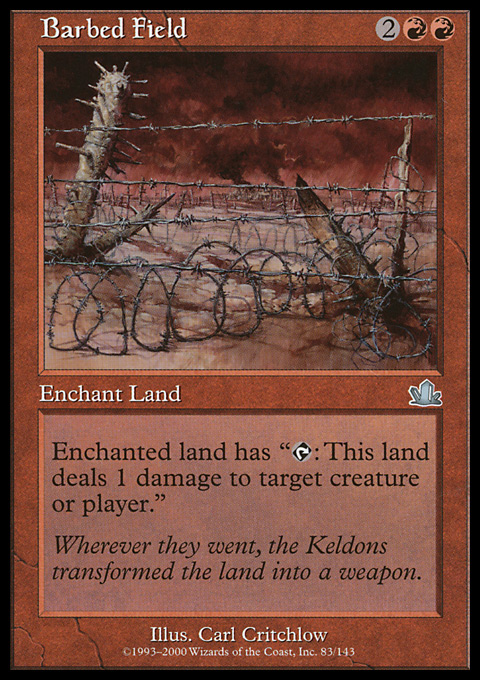 Barbed Field 2
Enchant Land
Enchanted land has “: This land
deals 1 damage to target creature
or player.”
Wherever they went, the Keldons
transformed the land into a weapon.
Illus. Carl Critchlow
©1993–2000 Wizards of the Coast, Inc. 83/143